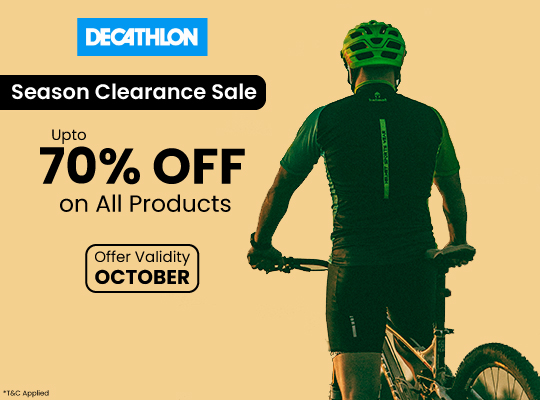 DECATHLON
Season Clearance Sale
Upto
70% OFF
on All Products
Offer Validity
OCTOBER
*T&C Applied